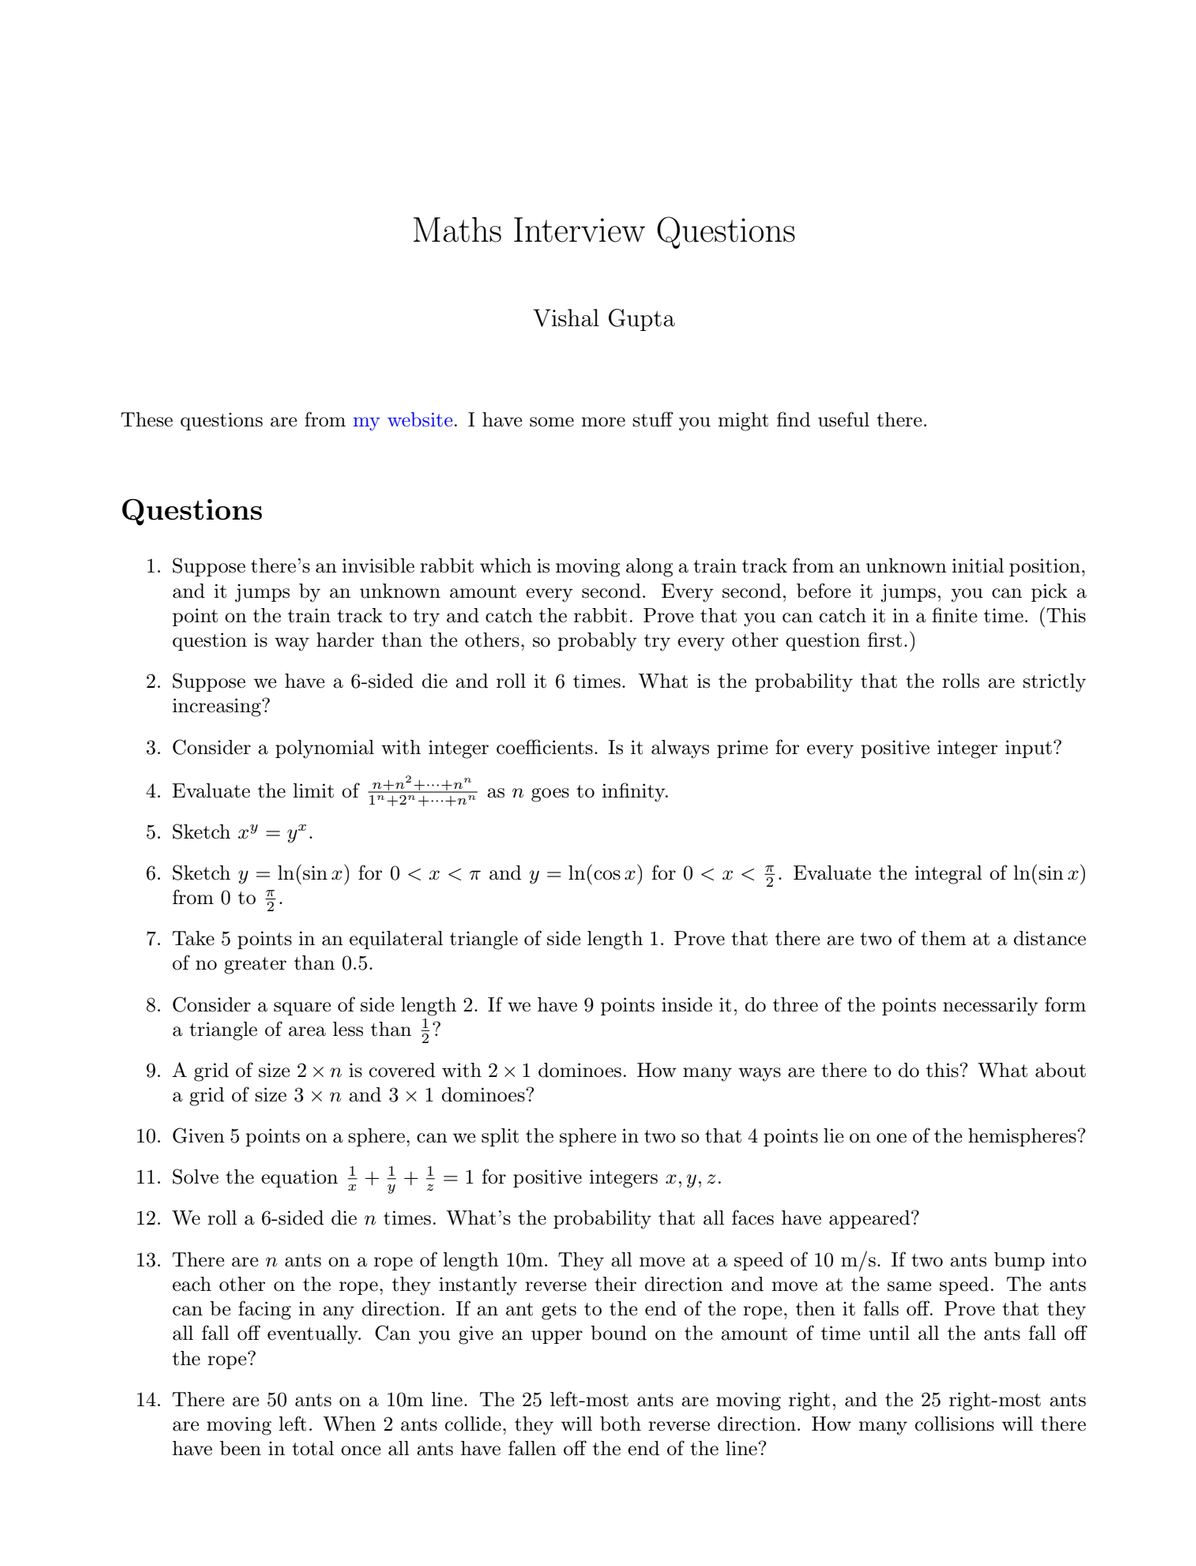 Maths Interview Questions
Vishal Gupta
These questions are from my website. I have some more stuff you might find useful there.
Questions
1. Suppose there's an invisible rabbit which is moving along a train track from an unknown initial position,
and it jumps by an unknown amount every second. Every second, before it jumps, you can pick a
point on the train track to try and catch the rabbit. Prove that you can catch it in a finite time. (This
question is way harder than the others, so probably try every other question first.)
2. Suppose we have a 6-sided die and roll it 6 times. What is the probability that the rolls are strictly
increasing?
3. Consider a polynomial with integer coefficients. Is it always prime for every positive integer input?
4. Evaluate the limit of $\frac{n+n^2+\cdots+n^n}{1^n+2^n+\cdots+n^n}$ as $n$ goes to infinity.
5. Sketch $x^y = y^x$.
6. Sketch $y = \ln(\sin x)$ for $0 < x < \pi$ and $y = \ln(\cos x)$ for $0 < x < \frac{\pi}{2}$. Evaluate the integral of $\ln(\sin x)$
from 0 to $\frac{\pi}{2}$.
7. Take 5 points in an equilateral triangle of side length 1. Prove that there are two of them at a distance
of no greater than 0.5.
8. Consider a square of side length 2. If we have 9 points inside it, do three of the points necessarily form
a triangle of area less than $\frac{1}{2}$?
9. A grid of size $2 \times n$ is covered with $2 \times 1$ dominoes. How many ways are there to do this? What about
a grid of size $3 \times n$ and $3 \times 1$ dominoes?
10. Given 5 points on a sphere, can we split the sphere in two so that 4 points lie on one of the hemispheres?
11. Solve the equation $\frac{1}{x} + \frac{1}{y} + \frac{1}{z} = 1$ for positive integers $x, y, z$.
12. We roll a 6-sided die $n$ times. What's the probability that all faces have appeared?
13. There are $n$ ants on a rope of length 10m. They all move at a speed of 10 m/s. If two ants bump into
each other on the rope, they instantly reverse their direction and move at the same speed. The ants
can be facing in any direction. If an ant gets to the end of the rope, then it falls off. Prove that they
all fall off eventually. Can you give an upper bound on the amount of time until all the ants fall off
the rope?
14. There are 50 ants on a 10m line. The 25 left-most ants are moving right, and the 25 right-most ants
are moving left. When 2 ants collide, they will both reverse direction. How many collisions will there
have been in total once all ants have fallen off the end of the line?